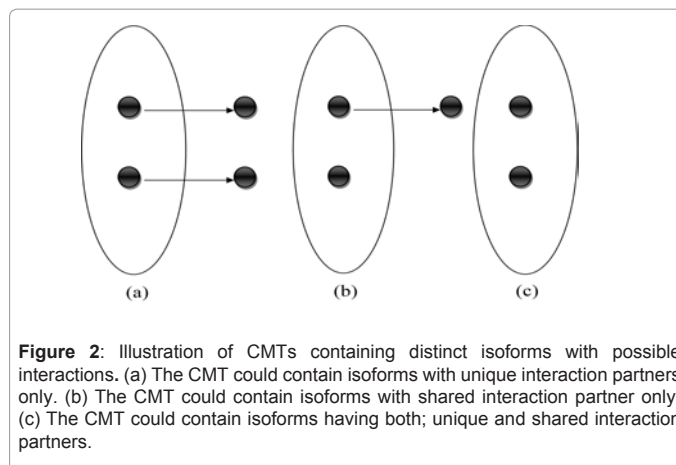 (a) (b) (c)
Figure 2: Illustration of CMTs containing distinct isoforms with possible
interactions. (a) The CMT could contain isoforms with unique interaction partners
only. (b) The CMT could contain isoforms with shared interaction partner only
(c) The CMT could contain isoforms having both; unique and shared interaction
partners.